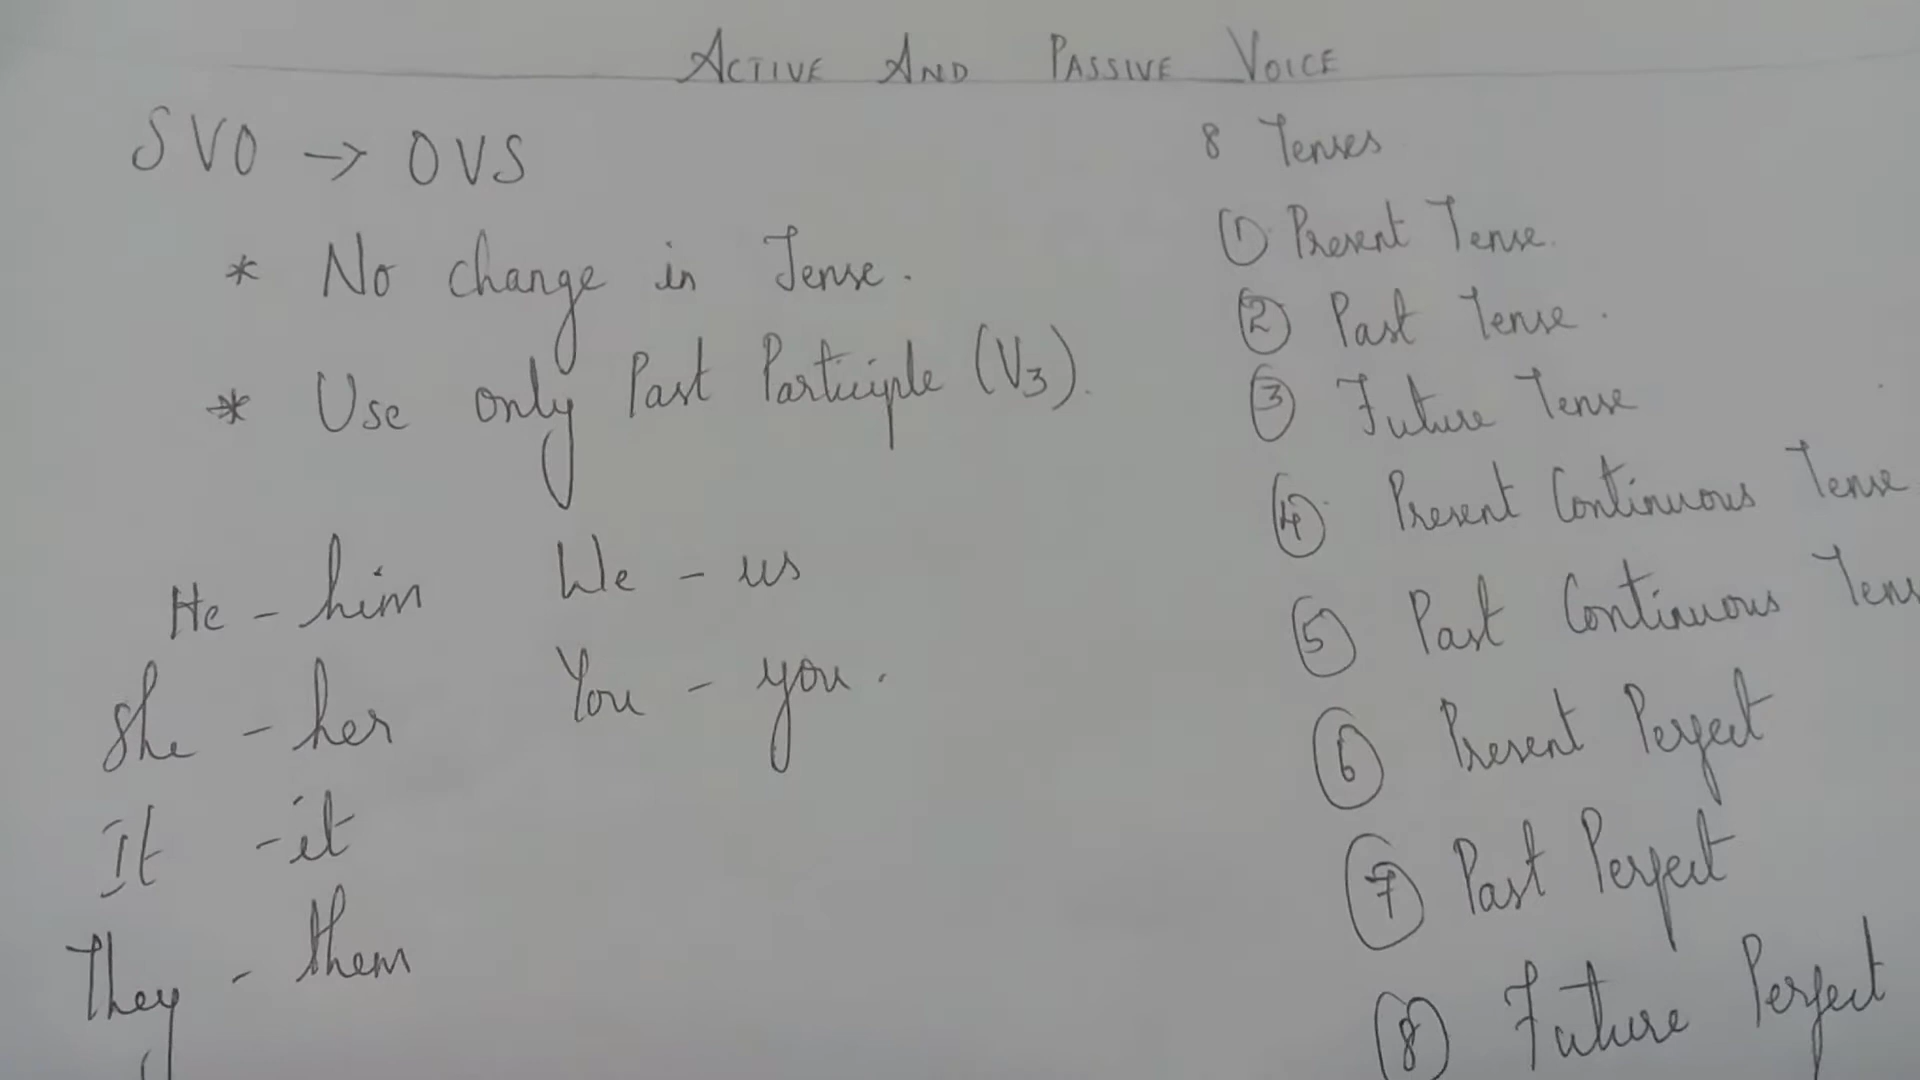 ACTIVE AND PASSIVE VOICE
SVO → OVS
* No change in Tense.
* Use only Past Participle (V3).
He - him
She - her
It - it
They - them
We - us
You - you.
8 Tenses
① Present Tense.
② Past Tense.
③ Future Tense
④ Present Continuous Tense
⑤ Past Continuous Tens
⑥ Present Perfect
⑦ Past Perfect
⑧ Future Perfect